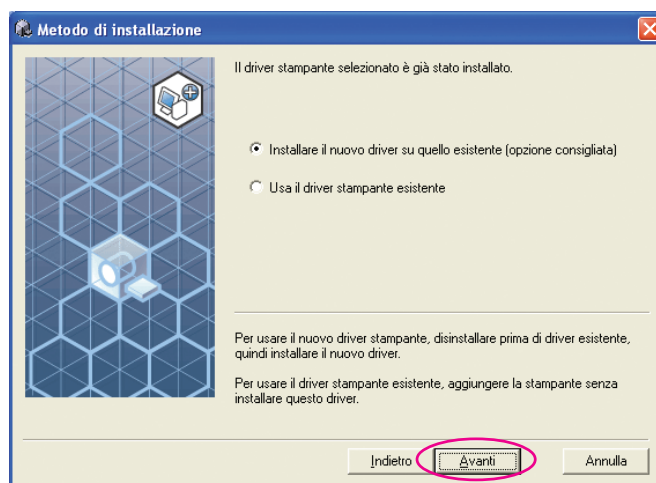 Metodo di installazione
Il driver stampante selezionato è già stato installato.
Installare il nuovo driver su quello esistente (opzione consigliata)
Usa il driver stampante esistente
Per usare il nuovo driver stampante, disinstallare prima di driver esistente,
quindi installare il nuovo driver.
Per usare il driver stampante esistente, aggiungere la stampante senza
installare questo driver.
Indietro
Avanti
Annulla